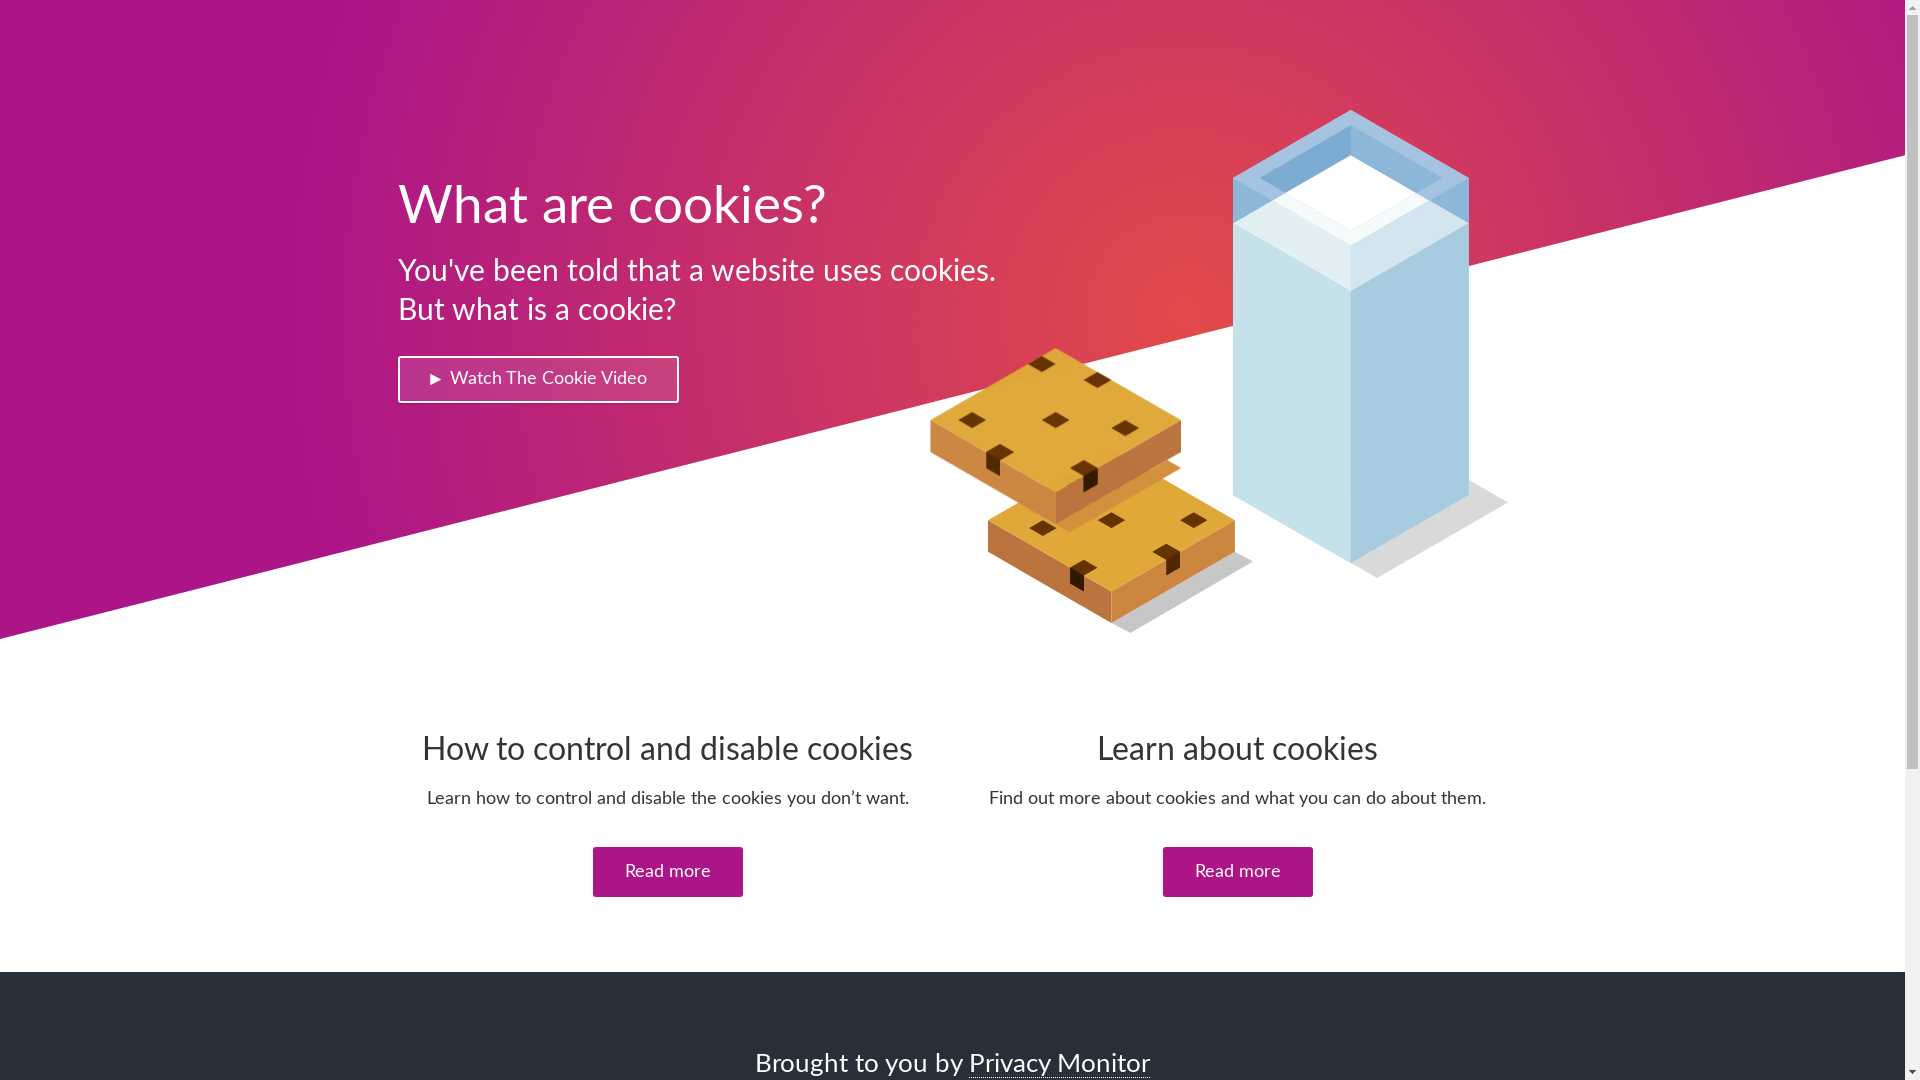 What are cookies?
You've been told that a website uses cookies.
But what is a cookie?
▶ Watch The Cookie Video
How to control and disable cookies
Learn how to control and disable the cookies you don’t want.
Read more
Learn about cookies
Find out more about cookies and what you can do about them.
Read more
Brought to you by Privacy Monitor